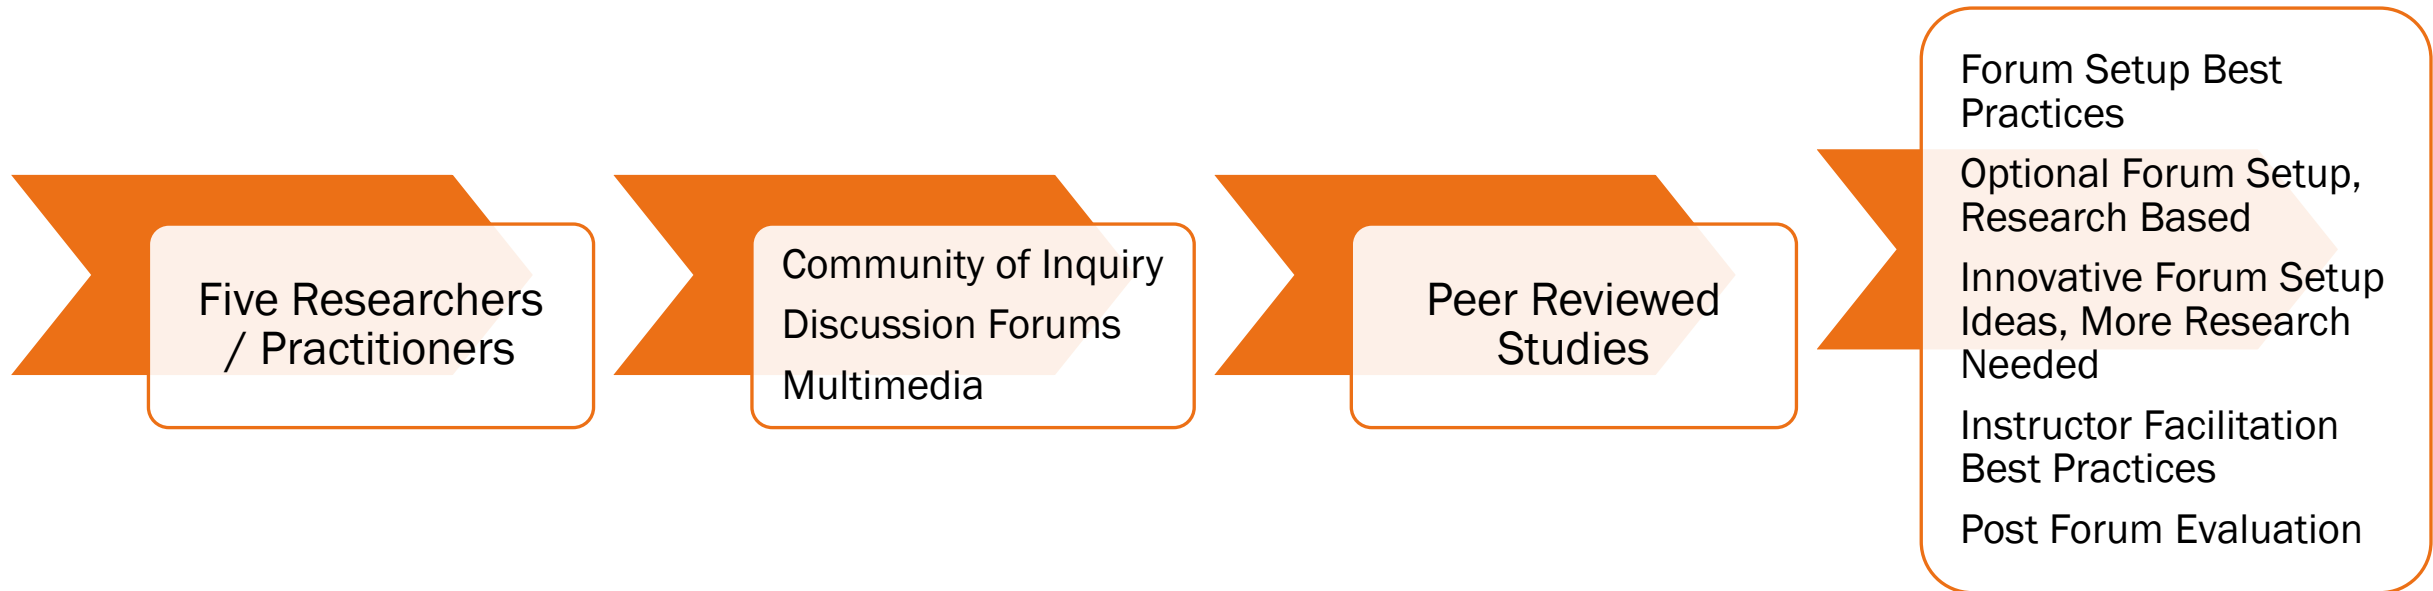 Five Researchers
/ Practitioners
Community of Inquiry
Discussion Forums
Multimedia
Peer Reviewed
Studies
Forum Setup Best
Practices
Optional Forum Setup,
Research Based
Innovative Forum Setup
Ideas, More Research
Needed
Instructor Facilitation
Best Practices
Post Forum Evaluation